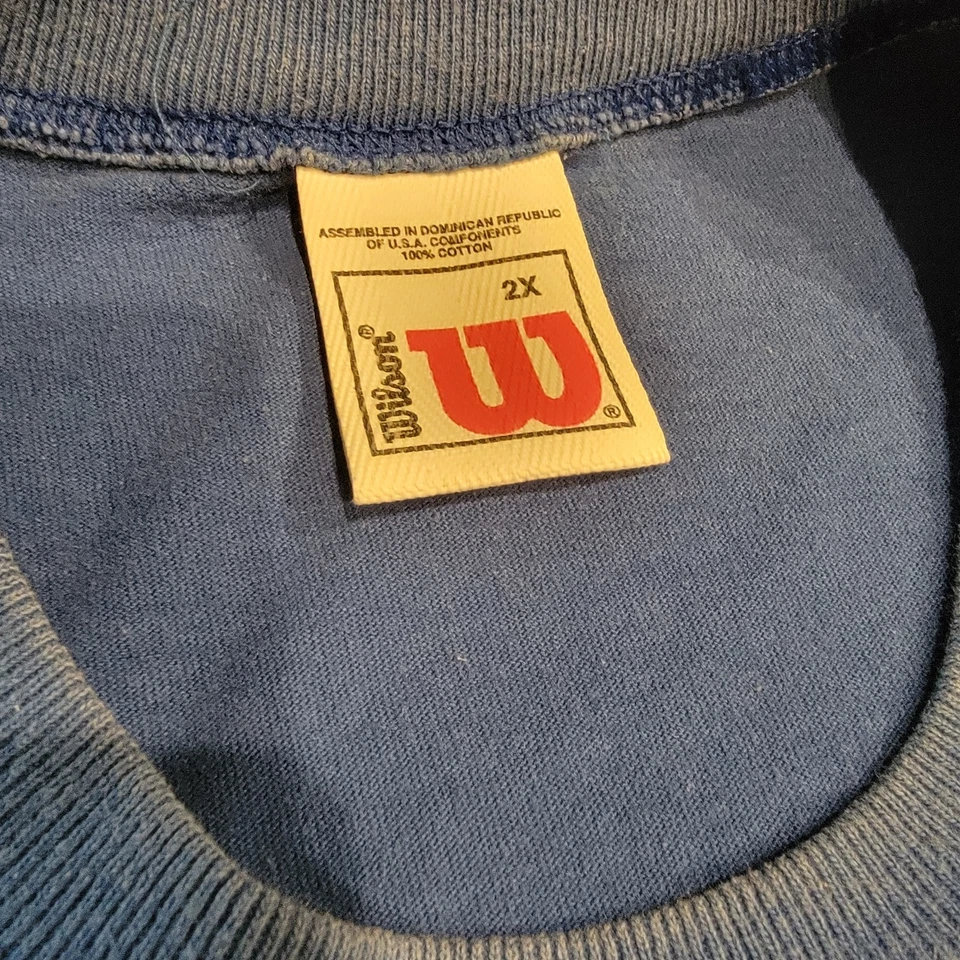 ASSEMBLED IN DOMINICAN REPUBLIC
OF U.S.A. COMPONENTS
100% COTTON
2X
Wilson®
W®